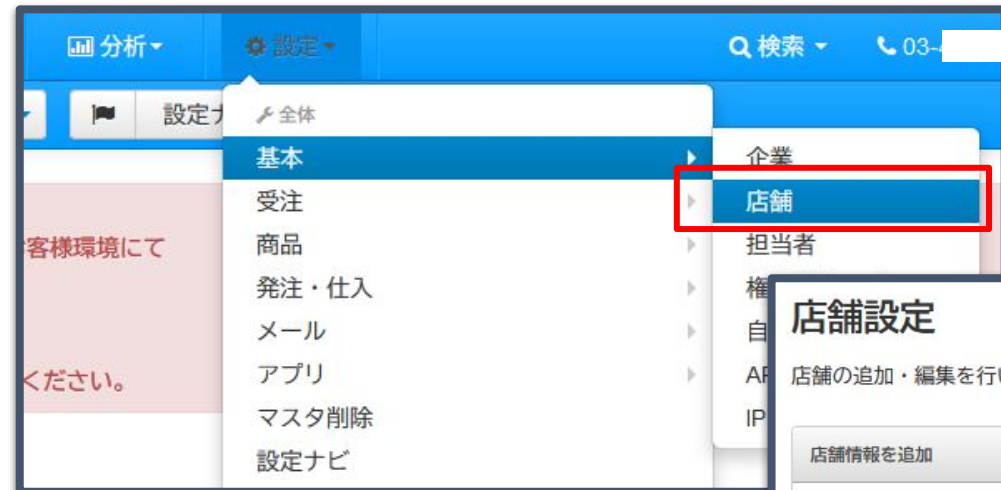 分析
設定
検索
03-
設定
全体
基本
受注
商品
発注・仕入
メール
アプリ
マスタ削除
設定ナビ
企業
店舗
担当者
権
自
IP
客様環境にて
ください。
店舗設定
店舗の追加・編集を行
店舗情報を追加